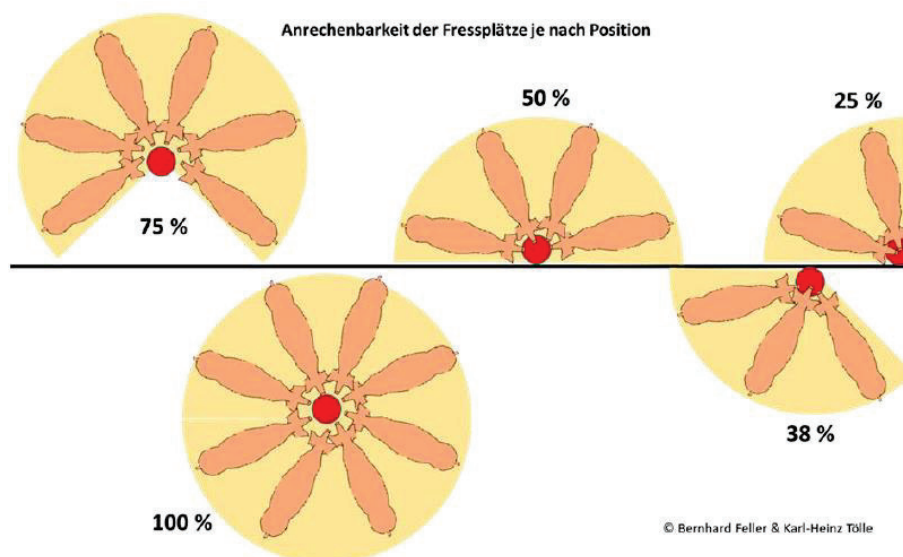 Anrechenbarkeit der Fressplätze je nach Position
50 %
25 %
75 %
38 %
100 %
© Bernhard Feller & Karl-Heinz Tölle